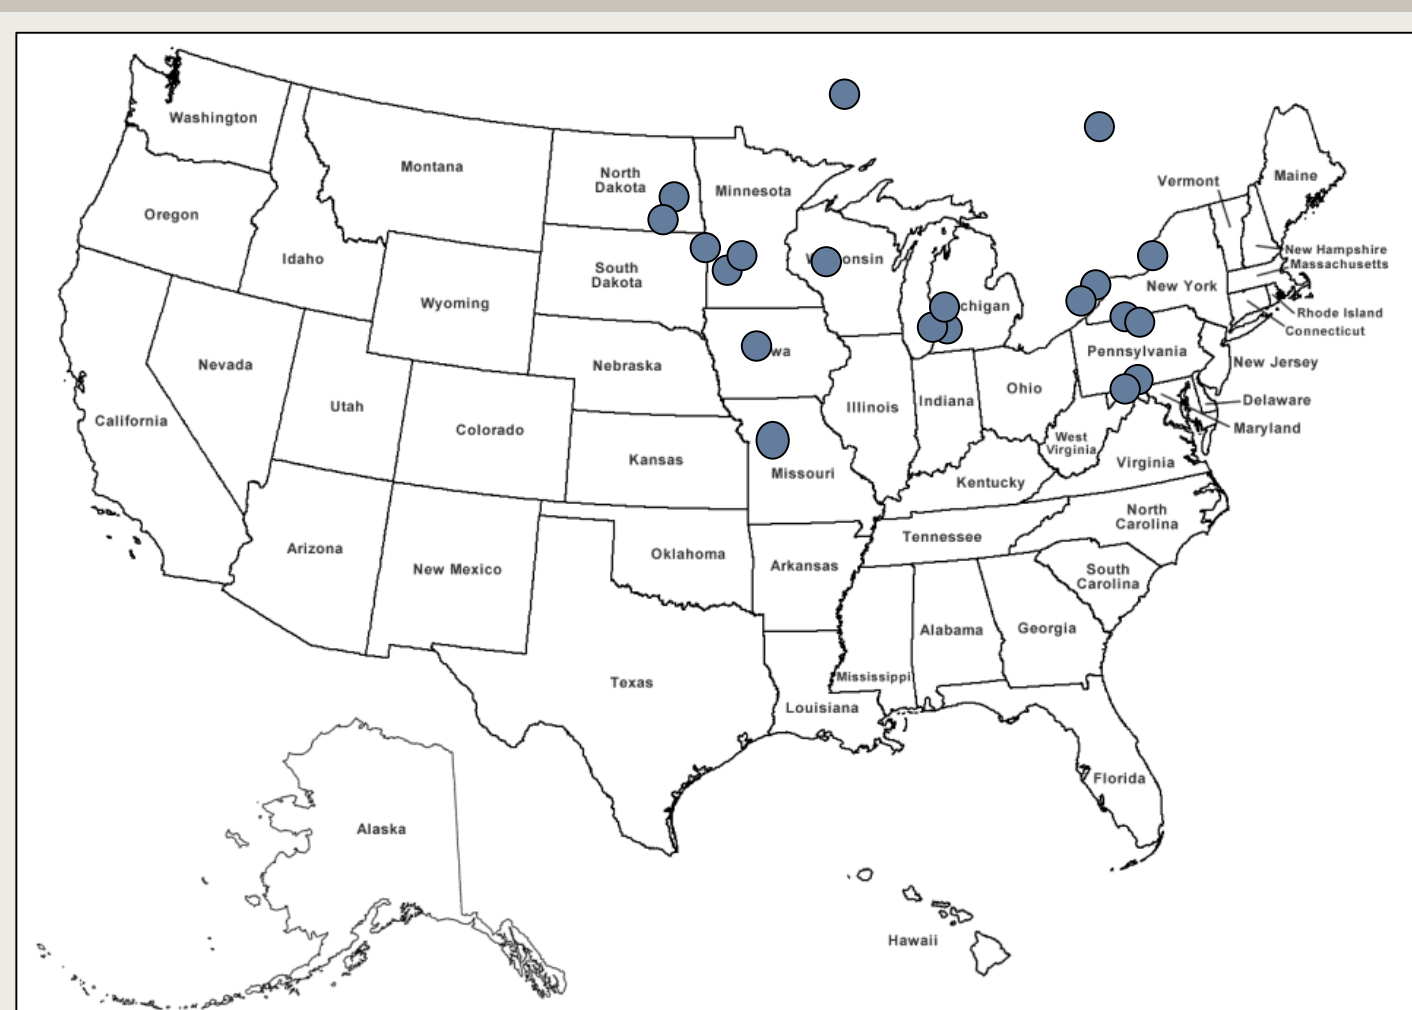 Washington
Montana
North
Dakota
Minnesota
Vermont
Maine
Oregon
Idaho
Wyoming
South
Dakota
W
onsin
chigan
New York
New Hampshire
Massachusetts
Rhode Island
Connecticut
Nevada
Utah
Colorado
Nebraska
wa
Illinois
Indiana
Ohio
Pennsylvania
New Jersey
Delaware
Maryland
California
Kansas
Missouri
West
Virginia
Virginia
Kentucky
Arizona
New Mexico
Oklahoma
Arkansas
Tennessee
North
Carolina
South
Carolina
Texas
Louisiana
Mississippi
Alabama
Georgia
Florida
Alaska
Hawaii